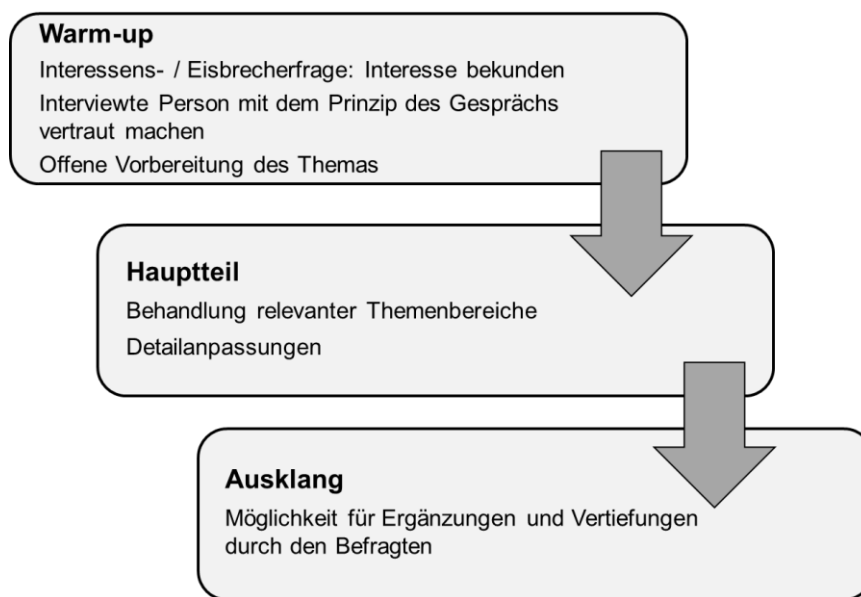 Warm-up
Interessens- / Eisbrecherfrage: Interesse bekunden
Interviewte Person mit dem Prinzip des Gesprächs
vertraut machen
Offene Vorbereitung des Themas
Hauptteil
Behandlung relevanter Themenbereiche
Detailanpassungen
Ausklang
Möglichkeit für Ergänzungen und Vertiefungen
durch den Befragten